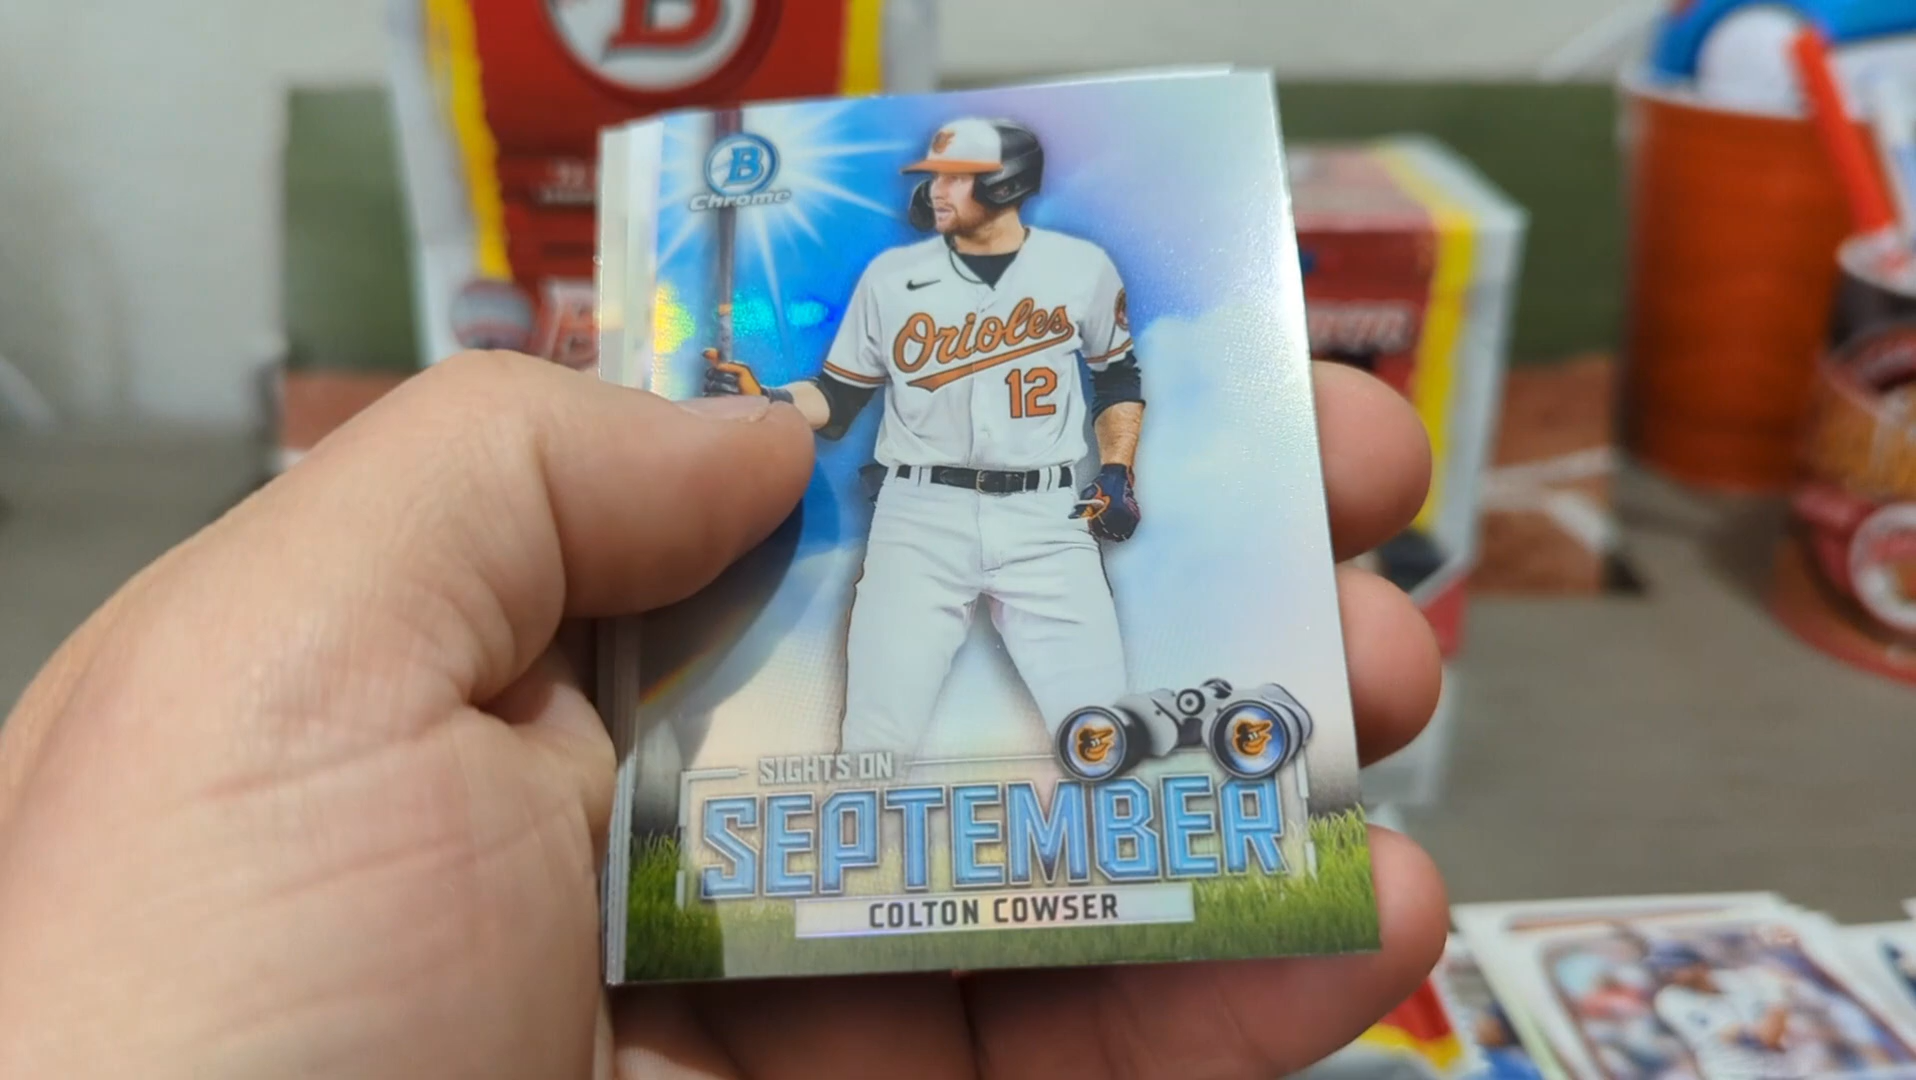 B
B
Chrome
Orioles
12
SIGHTS ON
SEPTEMBER
COLTON COWSER